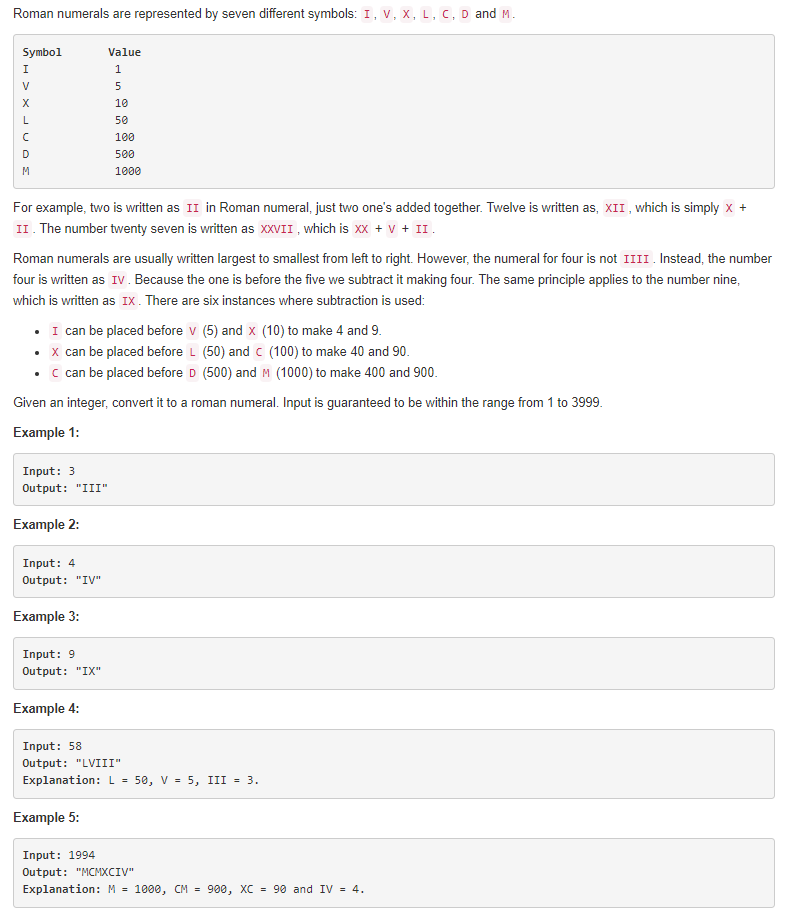 Roman numerals are represented by seven different symbols: I, V, X, L, C, D and M.
Symbol Value
I 1
V 5
X 10
L 50
C 100
D 500
M 1000
For example, two is written as II in Roman numeral, just two one's added together. Twelve is written as, XII, which is simply X +
II. The number twenty seven is written as XXVII, which is XX + V + II.
Roman numerals are usually written largest to smallest from left to right. However, the numeral for four is not IIII. Instead, the number
four is written as IV. Because the one is before the five we subtract it making four. The same principle applies to the number nine,
which is written as IX. There are six instances where subtraction is used:
• I can be placed before V (5) and X (10) to make 4 and 9.
• X can be placed before L (50) and C (100) to make 40 and 90.
• C can be placed before D (500) and M (1000) to make 400 and 900.
Given an integer, convert it to a roman numeral. Input is guaranteed to be within the range from 1 to 3999.
Example 1:
Input: 3
Output: "III"
Example 2:
Input: 4
Output: "IV"
Example 3:
Input: 9
Output: "IX"
Example 4:
Input: 58
Output: "LVIII"
Explanation: L = 50, V = 5, III = 3.
Example 5:
Input: 1994
Output: "MCMXCIV"
Explanation: M = 1000, CM = 900, XC = 90 and IV = 4.